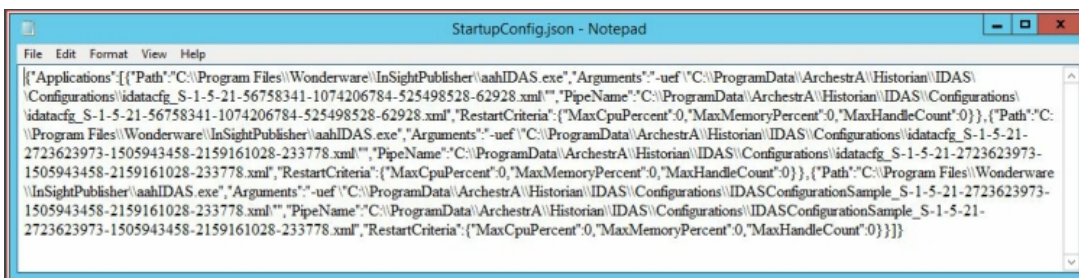 StartupConfig.json - Notepad
File Edit Format View Help
{"Applications":[{"Path":"C:\\Program Files\\Wonderware\\InSightPublisher\\aahIDAS.exe","Arguments":"-uef \"C:\\ProgramData\\ArchestrA\\Historian\\IDAS\
\Configurations\\idatacfg_S-1-5-21-56758341-1074206784-525498528-62928.xml\"","PipeName":"C:\\ProgramData\\ArchestrA\\Historian\\IDAS\\Configurations\
\idatacfg_S-1-5-21-56758341-1074206784-525498528-62928.xml","RestartCriteria":{"MaxCpuPercent":0,"MaxMemoryPercent":0,"MaxHandleCount":0}},{"Path":"C:
\\Program Files\\Wonderware\\InSightPublisher\\aahIDAS.exe","Arguments":"-uef \"C:\\ProgramData\\ArchestrA\\Historian\\IDAS\\Configurations\\idatacfg_S-1-5-21-
2723623973-1505943458-2159161028-233778.xml\"","PipeName":"C:\\ProgramData\\ArchestrA\\Historian\\IDAS\\Configurations\\idatacfg_S-1-5-21-2723623973-
1505943458-2159161028-233778.xml","RestartCriteria":{"MaxCpuPercent":0,"MaxMemoryPercent":0,"MaxHandleCount":0}},{"Path":"C:\\Program Files\\Wonderware
\\InSightPublisher\\aahIDAS.exe","Arguments":"-uef \"C:\\ProgramData\\ArchestrA\\Historian\\IDAS\\Configurations\\IDASConfigurationSample_S-1-5-21-2723623973-
1505943458-2159161028-233778.xml\"","PipeName":"C:\\ProgramData\\ArchestrA\\Historian\\IDAS\\Configurations\\IDASConfigurationSample_S-1-5-21-
2723623973-1505943458-2159161028-233778.xml","RestartCriteria":{"MaxCpuPercent":0,"MaxMemoryPercent":0,"MaxHandleCount":0}}]}